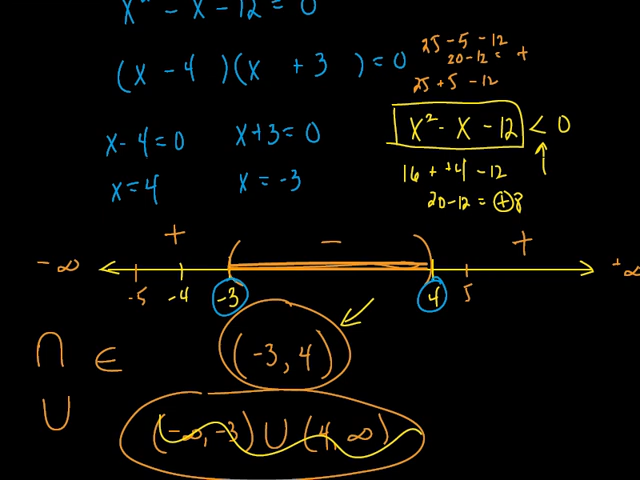 x² - x - 12 = 0
(x - 4)(x + 3) = 0
25 - 5 - 12
20 - 12 = +
25 + 5 - 12
x - 4 = 0
x + 3 = 0
x² - x - 12 < 0
x = 4
x = -3
16 + +4 - 12
20 - 12 = + 8
+ ( - ) +
-∞
+∞
-5 -4 -3 4 5
∩ ∈
(-3, 4)
∪
(-∞, -3) ∪ (4, ∞)